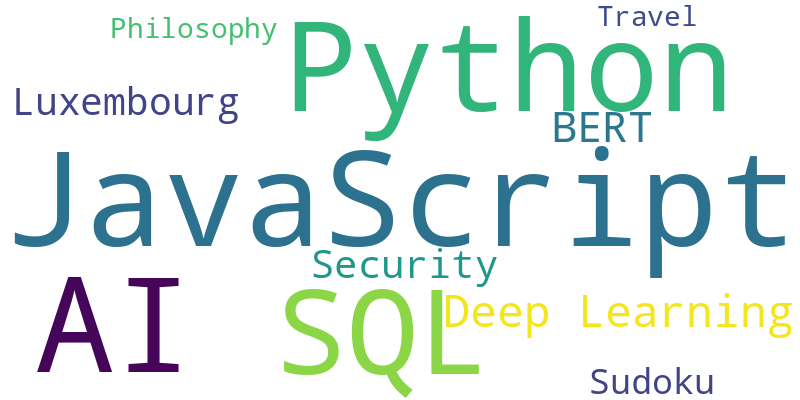 Philosophy
Travel
Python
Luxembourg
BERT
JavaScript
Security
AI
SQL
Deep Learning
Sudoku